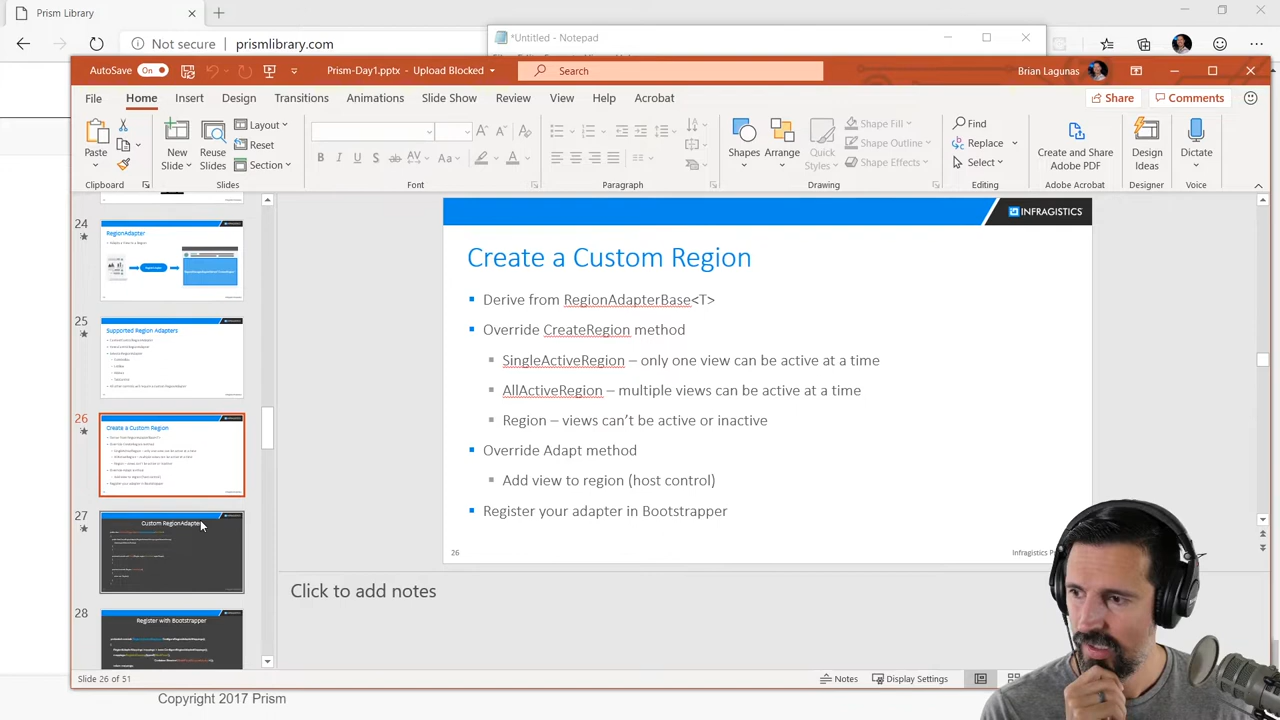 Prism Library
Not secure
prismlibrary.com
*Untitled - Notepad
AutoSave
On
Prism-Day1.pptx - Upload Blocked
Search
Brian Lagunas
File
Home
Insert
Design
Transitions
Animations
Slide Show
Review
View
Help
Acrobat
Share
Comments
Paste
New Slide
Reuse Slides
Layout
Reset
Section
Shapes
Arrange
Quick Styles
Shape Fill
Shape Outline
Shape Effects
Find
Replace
Select
Create and Share Adobe PDF
Design Ideas
Dictate
Clipboard
Slides
Font
Paragraph
Drawing
Editing
Adobe Acrobat
Designer
Voice
24
RegionAdapter
25
Supported Region Adapters
26
Create a Custom Region
27
Custom RegionAdapter
28
Register with Bootstrapper
INFRAGISTICS
Create a Custom Region
Derive from RegionAdapterBase<T>
Override CreateRegion method
SingleActiveRegion – only one view can be active at a time
AllActiveRegion – multiple views can be active at a time
Region – views can't be active or inactive
Override Adapt method
Add view to region (host control)
Register your adapter in Bootstrapper
26
Click to add notes
Slide 26 of 51
Notes
Display Settings
Copyright 2017 Prism